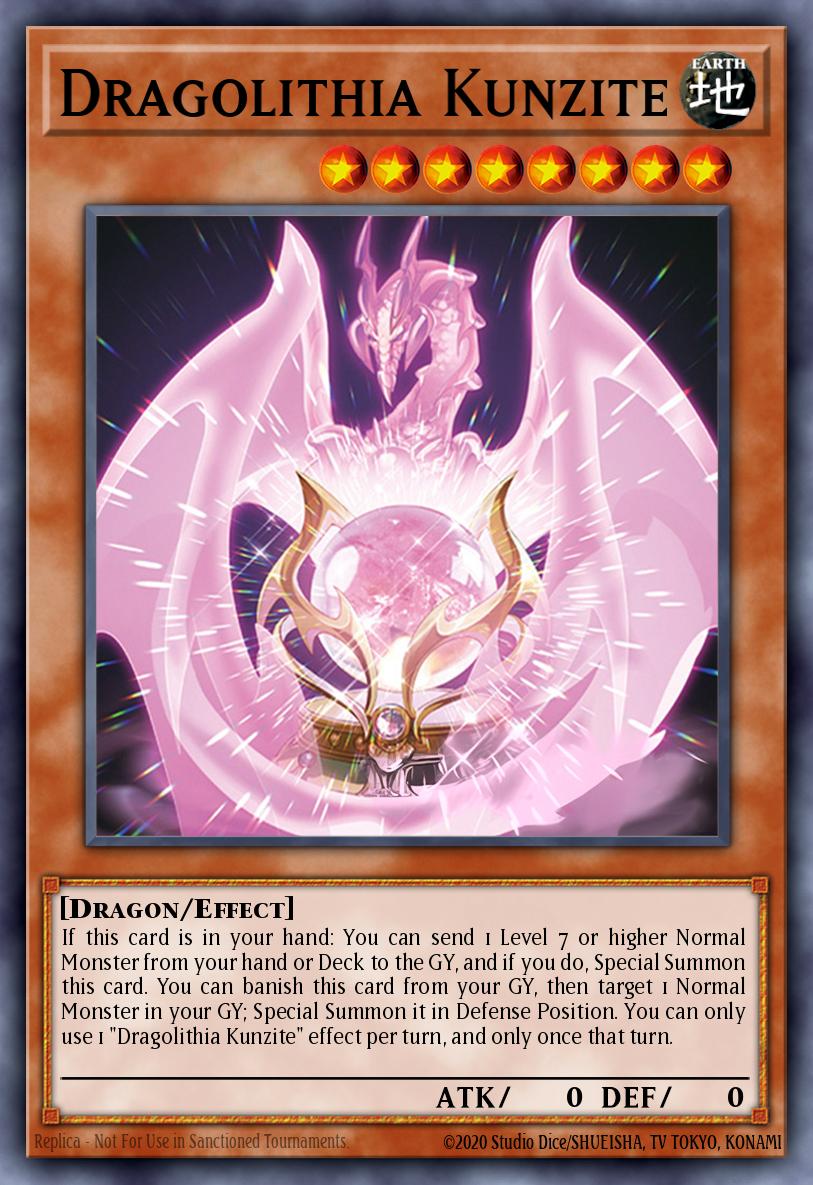 Dragolithia Kunzite
EARTH
地
[Dragon/Effect]
If this card is in your hand: You can send 1 Level 7 or higher Normal
Monster from your hand or Deck to the GY, and if you do, Special Summon
this card. You can banish this card from your GY, then target 1 Normal
Monster in your GY; Special Summon it in Defense Position. You can only
use 1 "Dragolithia Kunzite" effect per turn, and only once that turn.
ATK/ 0 DEF/ 0
Replica - Not For Use in Sanctioned Tournaments.
©2020 Studio Dice/SHUEISHA, TV TOKYO, KONAMI